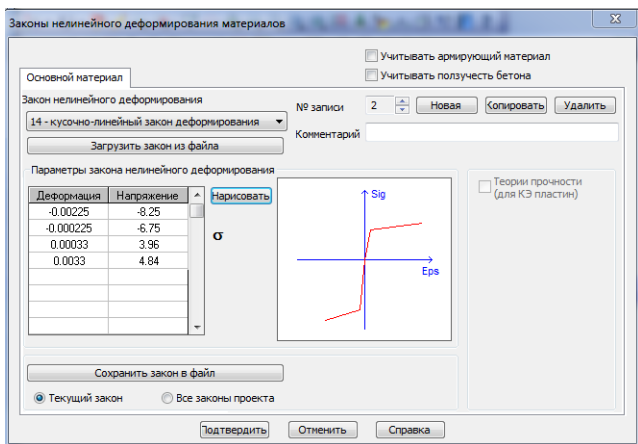 Законы нелинейного деформирования материалов
Учитывать армирующий материал
Основной материал
Учитывать ползучесть бетона
Закон нелинейного деформирования
№ записи 2 Новая Копировать Удалить
14 - кусочно-линейный закон деформирования
Комментарий
Загрузить закон из файла
Параметры закона нелинейного деформирования
Теории прочности
(для КЭ пластин)
Деформация Напряжение Нарисовать
-0.00225 -8.25
-0.000225 -6.75
0.00033 3.96
0.0033 4.84
σ
Sig
Eps
Сохранить закон в файл
Текущий закон Все законы проекта
Подтвердить Отменить Справка